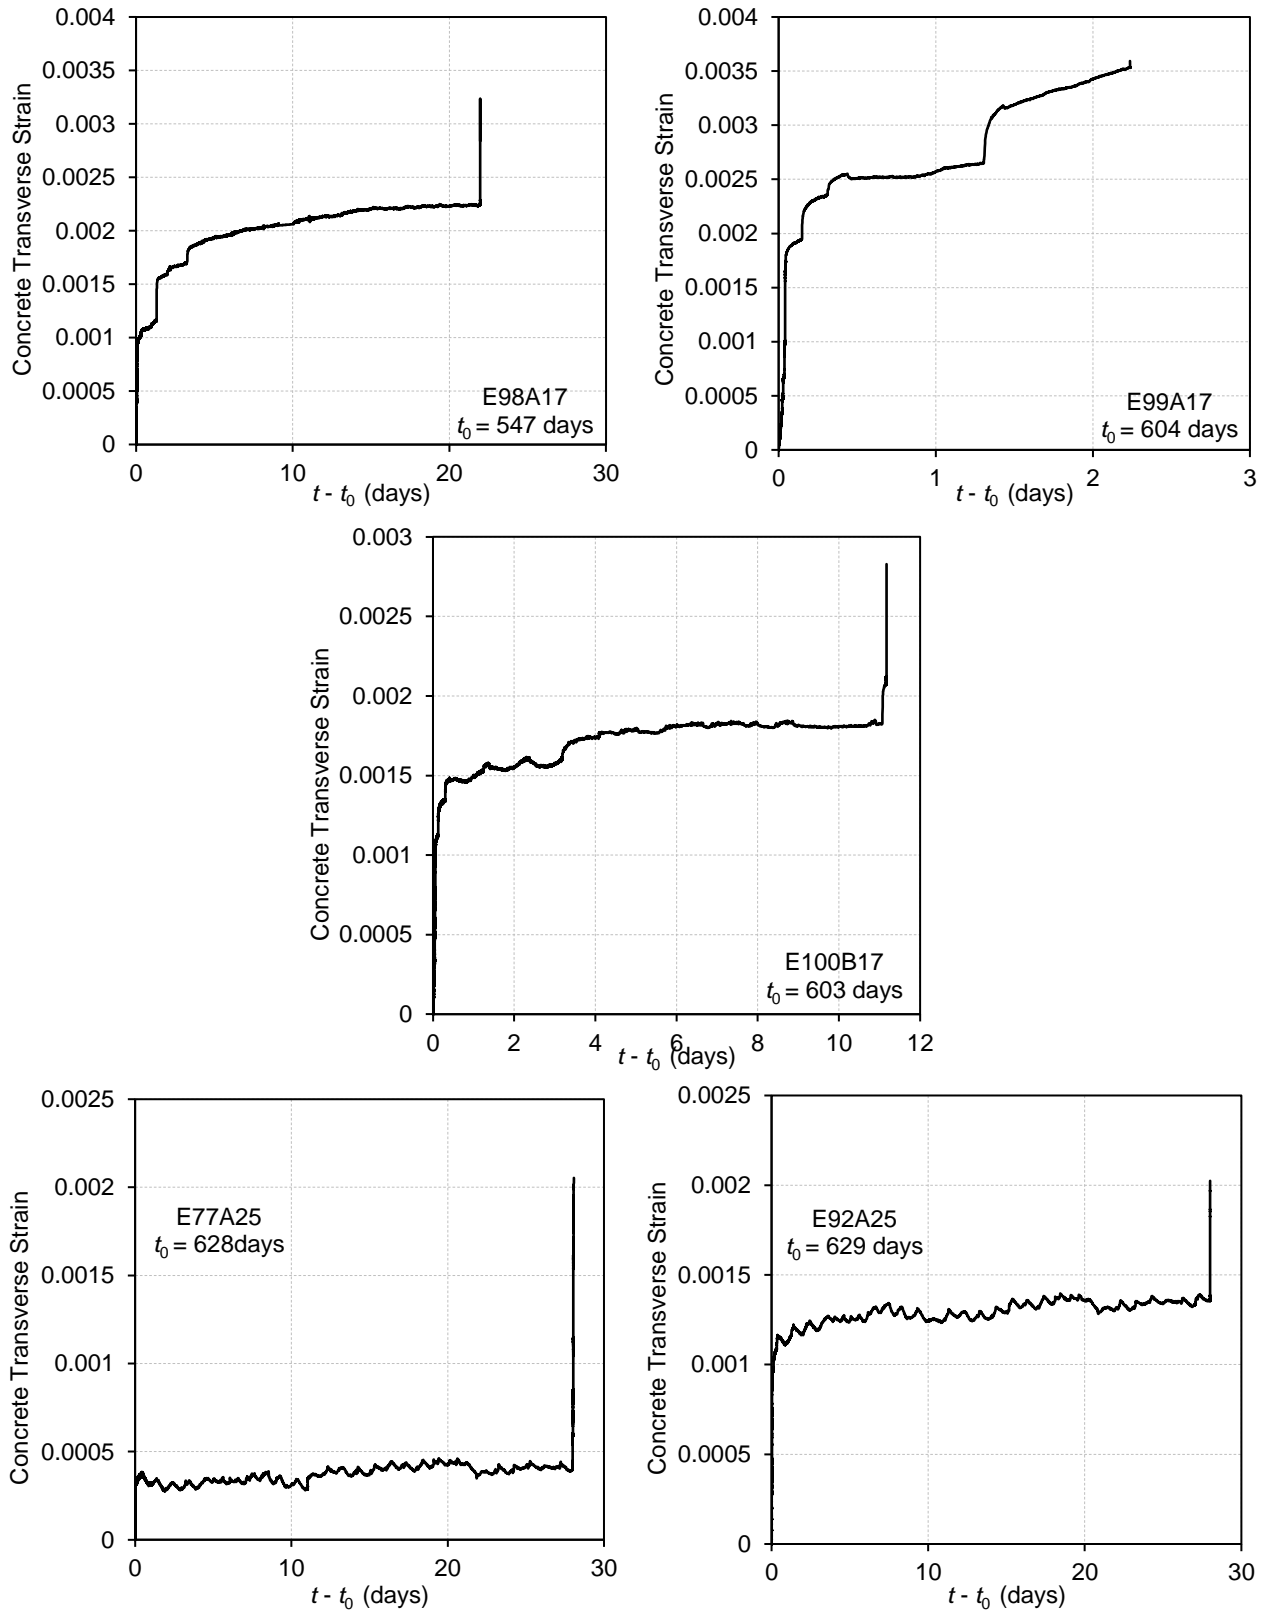 Concrete Transverse Strain
0.004
0.0035
0.003
0.0025
0.002
0.0015
0.001
0.0005
0
E98A17
t0 = 547 days
0 10 20 30
t - t0 (days)
Concrete Transverse Strain
0.004
0.0035
0.003
0.0025
0.002
0.0015
0.001
0.0005
0
E99A17
t0 = 604 days
0 1 2 3
t - t0 (days)
Concrete Transverse Strain
0.003
0.0025
0.002
0.0015
0.001
0.0005
0
E100B17
t0 = 603 days
0 2 4 6 8 10 12
t - t0 (days)
Concrete Transverse Strain
0.0025
0.002
0.0015
0.001
0.0005
0
E77A25
t0 = 628days
0 10 20 30
t - t0 (days)
Concrete Transverse Strain
0.0025
0.002
0.0015
0.001
0.0005
0
E92A25
t0 = 629 days
0 10 20 30
t - t0 (days)